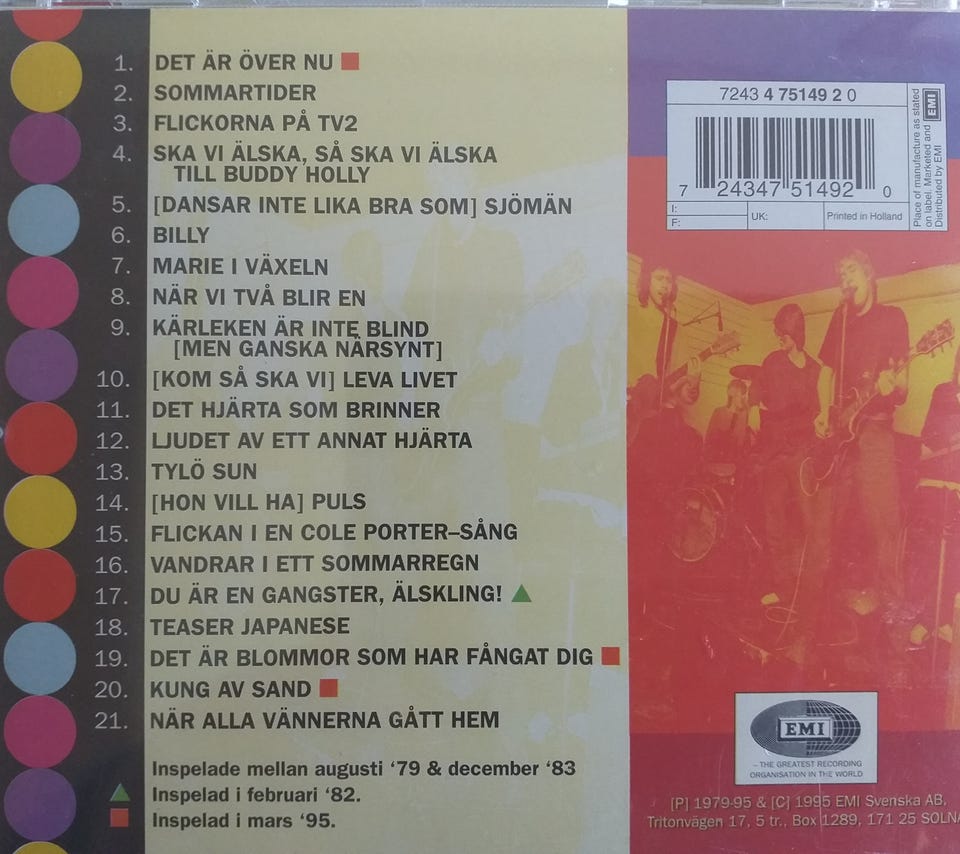 1. DET ÄR ÖVER NU
2. SOMMARTIDER
3. FLICKORNA PÅ TV2
4. SKA VI ÄLSKA, SÅ SKA VI ÄLSKA
TILL BUDDY HOLLY
5. [DANSAR INTE LIKA BRA SOM] SJÖMÄN
6. BILLY
7. MARIE I VÄXELN
8. NÄR VI TVÅ BLIR EN
9. KÄRLEKEN ÄR INTE BLIND
[MEN GANSKA NÄRSYNT]
10. [KOM SÅ SKA VI] LEVA LIVET
11. DET HJÄRTA SOM BRINNER
12. LJUDET AV ETT ANNAT HJÄRTA
13. TYLÖ SUN
14. [HON VILL HA] PULS
15. FLICKAN I EN COLE PORTER–SÅNG
16. VANDRAR I ETT SOMMARREGN
17. DU ÄR EN GANGSTER, ÄLSKLING!
18. TEASER JAPANESE
19. DET ÄR BLOMMOR SOM HAR FÅNGAT DIG
20. KUNG AV SAND
21. NÄR ALLA VÄNNERNA GÅTT HEM
Inspelade mellan augusti ‘79 & december ‘83
Inspelad i februari ‘82.
Inspelad i mars ‘95.
7243 4 75149 2 0
7 24347 51492 0
I:
F:
UK:
Printed in Holland
EMI
Place of manufacture as stated
on label. Marketed and
Distributed by EMI
EMI
– THE GREATEST RECORDING
ORGANISATION IN THE WORLD
[P] 1979-95 & [C] 1995 EMI Svenska AB,
Tritonvägen 17, 5 tr., Box 1289, 171 25 SOLNA